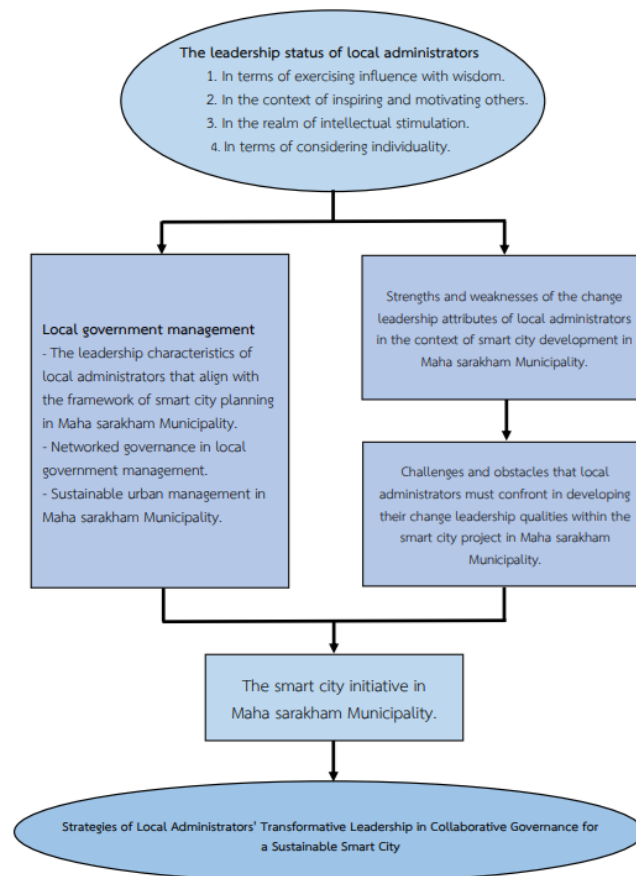 The leadership status of local administrators
1. In terms of exercising influence with wisdom.
2. In the context of inspiring and motivating others.
3. In the realm of intellectual stimulation.
4. In terms of considering individuality.
Local government management
- The leadership characteristics of
local administrators that align with
the framework of smart city planning
in Maha sarakham Municipality.
- Networked governance in local
government management.
- Sustainable urban management in
Maha sarakham Municipality.
Strengths and weaknesses of the change
leadership attributes of local administrators
in the context of smart city development in
Maha sarakham Municipality.
Challenges and obstacles that local
administrators must confront in developing
their change leadership qualities within the
smart city project in Maha sarakham
Municipality.
The smart city initiative in
Maha sarakham Municipality.
Strategies of Local Administrators' Transformative Leadership in Collaborative Governance for
a Sustainable Smart City